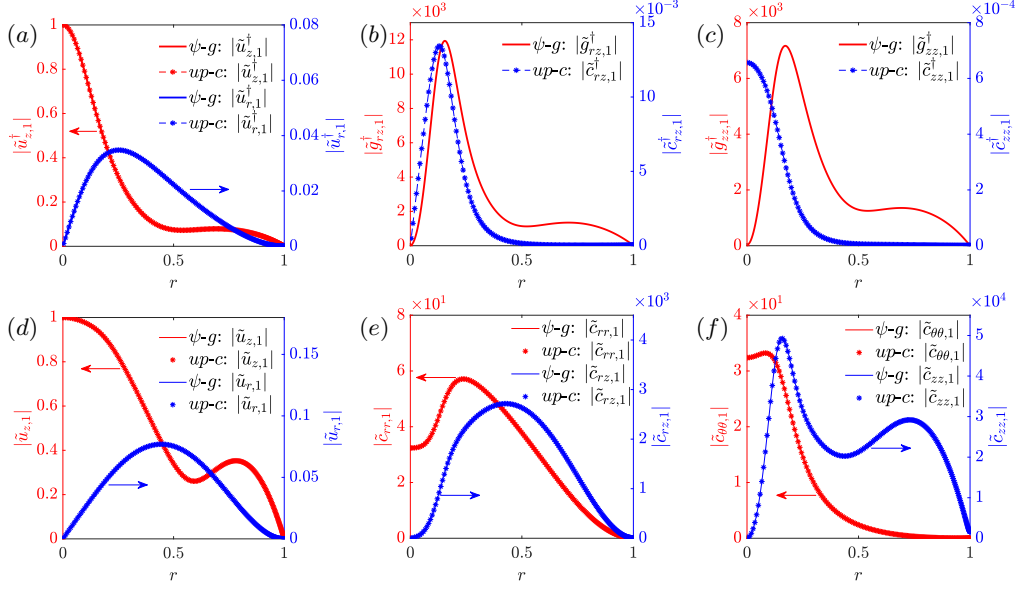 (a)
1
0.8
0.6
0.4
0.2
0
0.08
0.06
0.04
0.02
0
0
0.5
1
r
|ũ†z,1|
|ũ†r,1|
ψ-g: |ũ†z,1|
up-c: |ũ†z,1|
ψ-g: |ũ†r,1|
up-c: |ũ†r,1|
(b)
×10³
12
10
8
6
4
2
0
×10⁻³
15
10
5
0
0
0.5
1
r
|g̃†rz,1|
|c̃†rz,1|
ψ-g: |g̃†rz,1|
up-c: |c̃†rz,1|
(c)
×10³
8
6
4
2
0
×10⁻⁴
8
6
4
2
0
0
0.5
1
r
|g̃†zz,1|
|c̃†zz,1|
ψ-g: |g̃†zz,1|
up-c: |c̃†zz,1|
(d)
1
0.8
0.6
0.4
0.2
0
0.15
0.1
0.05
0
0
0.5
1
r
|ũz,1|
|ũr,1|
ψ-g: |ũz,1|
up-c: |ũz,1|
ψ-g: |ũr,1|
up-c: |ũr,1|
(e)
×10¹
8
6
4
2
0
×10³
4
3
2
1
0
0
0.5
1
r
|c̃rr,1|
|c̃rz,1|
ψ-g: |c̃rr,1|
up-c: |c̃rr,1|
ψ-g: |c̃rz,1|
up-c: |c̃rz,1|
(f)
×10¹
4
3
2
1
0
×10⁴
5
4
3
2
1
0
0
0.5
1
r
|c̃θθ,1|
|c̃zz,1|
ψ-g: |c̃θθ,1|
up-c: |c̃θθ,1|
ψ-g: |c̃zz,1|
up-c: |c̃zz,1|